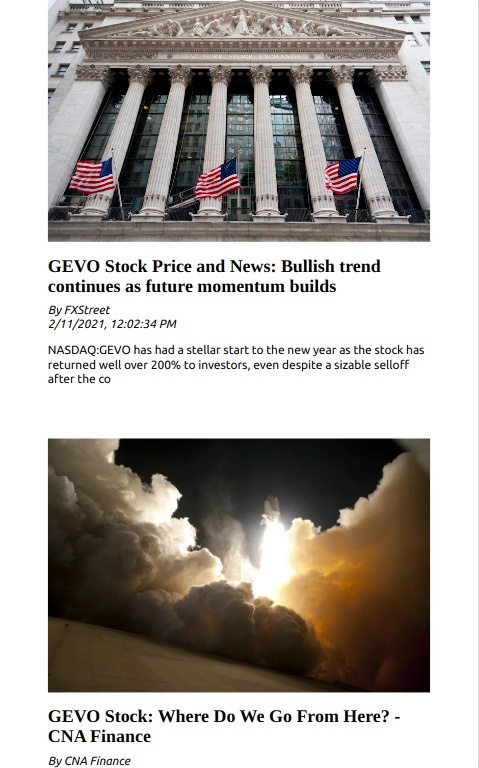 GEVO Stock Price and News: Bullish trend
continues as future momentum builds
By FXStreet
2/11/2021, 12:02:34 PM
NASDAQ:GEVO has had a stellar start to the new year as the stock has
returned well over 200% to investors, even despite a sizable selloff
after the co
GEVO Stock: Where Do We Go From Here? -
CNA Finance
By CNA Finance